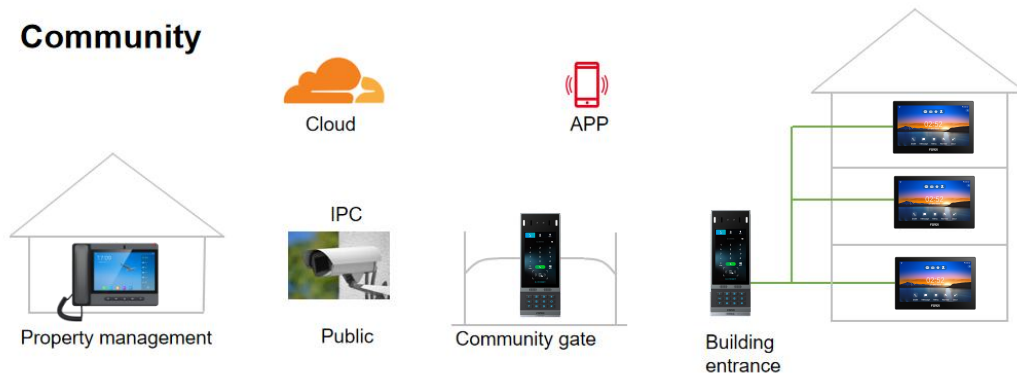 Community
Cloud
APP
IPC
Property management
Public
Community gate
Building
entrance